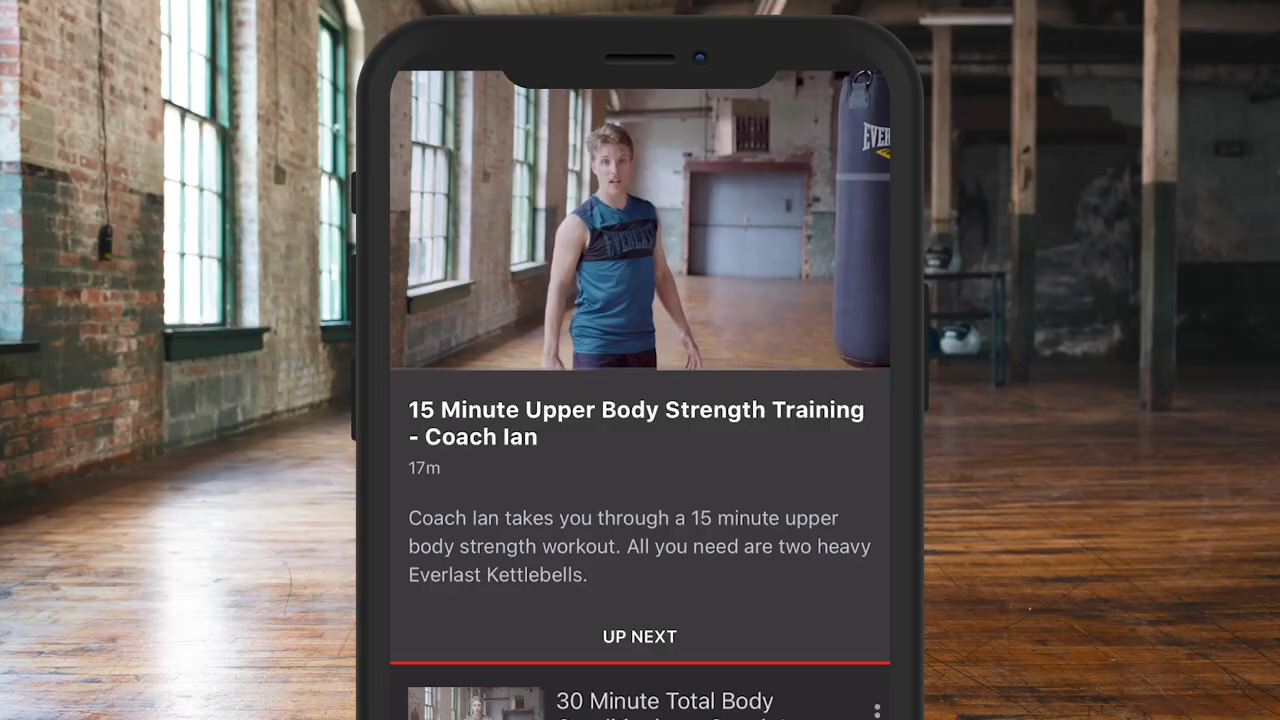 EVERLAST
15 Minute Upper Body Strength Training
- Coach Ian
17m
Coach Ian takes you through a 15 minute upper
body strength workout. All you need are two heavy
Everlast Kettlebells.
UP NEXT
30 Minute Total Body